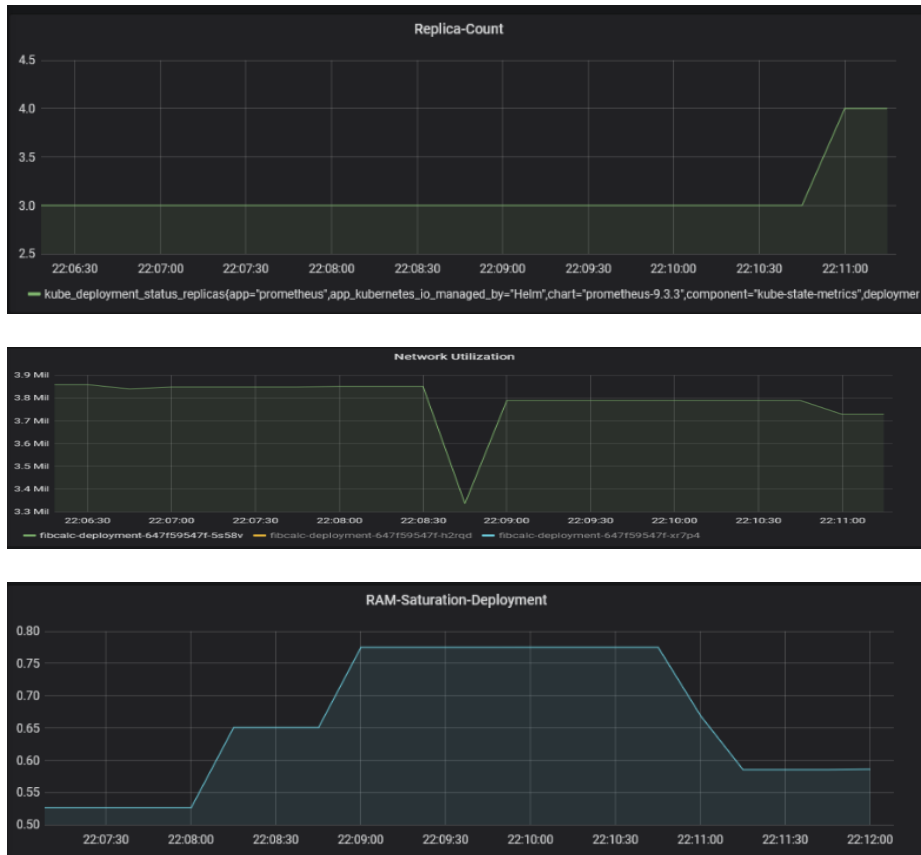 Replica-Count
4.5
4.0
3.5
3.0
2.5
22:06:30 22:07:00 22:07:30 22:08:00 22:08:30 22:09:00 22:09:30 22:10:00 22:10:30 22:11:00
kube_deployment_status_replicas{app="prometheus",app_kubernetes_io_managed_by="Helm",chart="prometheus-9.3.3",component="kube-state-metrics",deploymer
Network Utilization
3.9 Mil
3.8 Mil
3.7 Mil
3.6 Mil
3.5 Mil
3.4 Mil
3.3 Mil
22:06:30 22:07:00 22:07:30 22:08:00 22:08:30 22:09:00 22:09:30 22:10:00 22:10:30 22:11:00
fibcalc-deployment-647f59547f-5s58v fibcalc-deployment-647f59547f-h2rqd fibcalc-deployment-647f59547f-xr7p4
RAM-Saturation-Deployment
0.80
0.75
0.70
0.65
0.60
0.55
0.50
22:07:30 22:08:00 22:08:30 22:09:00 22:09:30 22:10:00 22:10:30 22:11:00 22:11:30 22:12:00